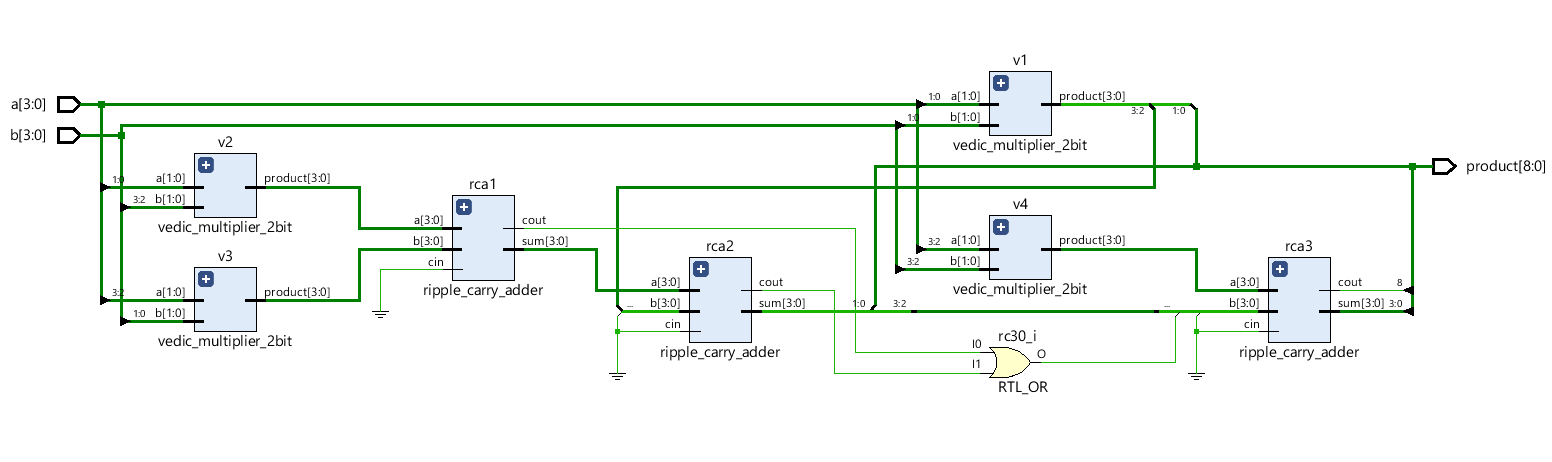 a[3:0]
b[3:0]
v2
1:0 a[1:0] product[3:0]
3:2 b[1:0]
vedic_multiplier_2bit
v3
3:2 a[1:0] product[3:0]
1:0 b[1:0]
vedic_multiplier_2bit
rca1
a[3:0] cout
b[3:0] sum[3:0]
cin
ripple_carry_adder
rca2
a[3:0] cout
... b[3:0] sum[3:0] 1:0 3:2 ...
cin
ripple_carry_adder
v1
1:0 a[1:0] product[3:0]
3:2 1:0
1:0 b[1:0]
vedic_multiplier_2bit
v4
3:2 a[1:0] product[3:0]
3:2 b[1:0]
vedic_multiplier_2bit
rc30_i
I0 O
I1
RTL_OR
rca3
a[3:0] cout 8
b[3:0] sum[3:0] 3:0
cin
ripple_carry_adder
product[8:0]